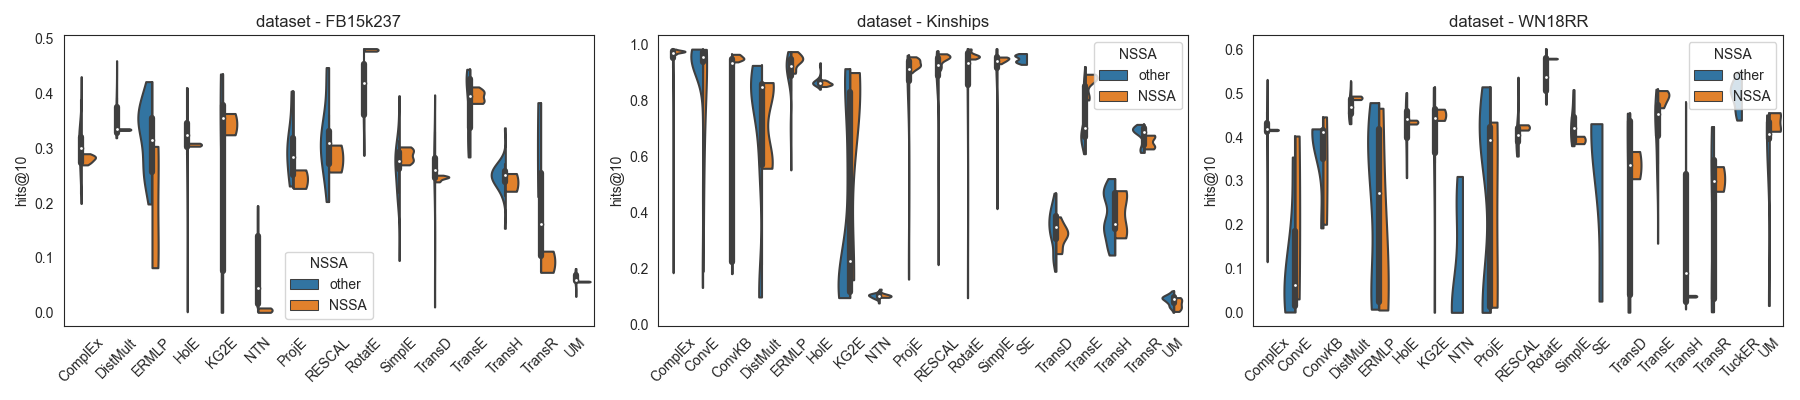 dataset - FB15k237
hits@10
0.5
0.4
0.3
0.2
0.1
0.0
NSSA
other
NSSA
ComplEx
DistMult
ERMLP
HolE
KG2E
NTN
ProjE
RESCAL
RotatE
SimplE
TransD
TransE
TransH
TransR
UM
dataset - Kinships
hits@10
1.0
0.8
0.6
0.4
0.2
0.0
NSSA
other
NSSA
ComplEx
ConvE
ConvKB
DistMult
ERMLP
HolE
KG2E
NTN
ProjE
RESCAL
RotatE
SimplE
SE
TransD
TransE
TransH
TransR
UM
dataset - WN18RR
hits@10
0.6
0.5
0.4
0.3
0.2
0.1
0.0
NSSA
other
NSSA
ComplEx
ConvE
ConvKB
DistMult
ERMLP
HolE
KG2E
NTN
ProjE
RESCAL
RotatE
SimplE
SE
TransD
TransE
TransH
TransR
TuckER
UM